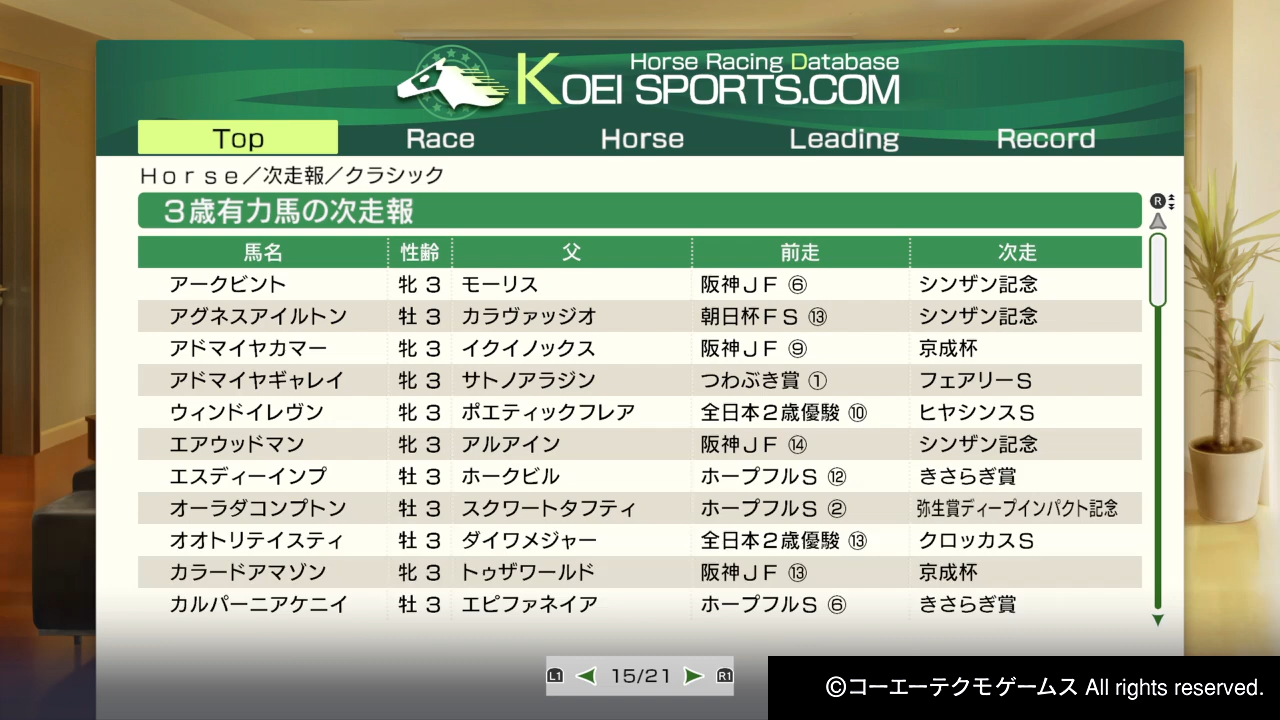 Horse Racing Database
KOEI SPORTS.COM
Top Race Horse Leading Record
Ｈｏｒｓｅ／次走報／クラシック
３歳有力馬の次走報
R
馬名 性齢 父 前走 次走
アークビント 牝 3 モーリス 阪神ＪＦ ⑥ シンザン記念
アグネスアイルトン 牡 3 カラヴァッジオ 朝日杯ＦＳ ⑬ シンザン記念
アドマイヤカマー 牝 3 イクイノックス 阪神ＪＦ ⑨ 京成杯
アドマイヤギャレイ 牝 3 サトノアラジン つわぶき賞 ① フェアリーＳ
ウィンドイレヴン 牝 3 ポエティックフレア 全日本２歳優駿 ⑩ ヒヤシンスＳ
エアウッドマン 牝 3 アルアイン 阪神ＪＦ ⑭ シンザン記念
エスディーインプ 牡 3 ホークビル ホープフルＳ ⑫ きさらぎ賞
オーラダコンプトン 牡 3 スクワートタフティ ホープフルＳ ② 弥生賞ディープインパクト記念
オオトリテイスティ 牡 3 ダイワメジャー 全日本２歳優駿 ⑬ クロッカスＳ
カラードアマゾン 牝 3 トゥザワールド 阪神ＪＦ ⑬ 京成杯
カルパーニアケニイ 牡 3 エピファネイア ホープフルＳ ⑥ きさらぎ賞
L1 15/21 R1
©コーエーテクモゲームス All rights reserved.